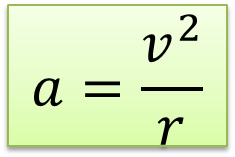 a = v²/r